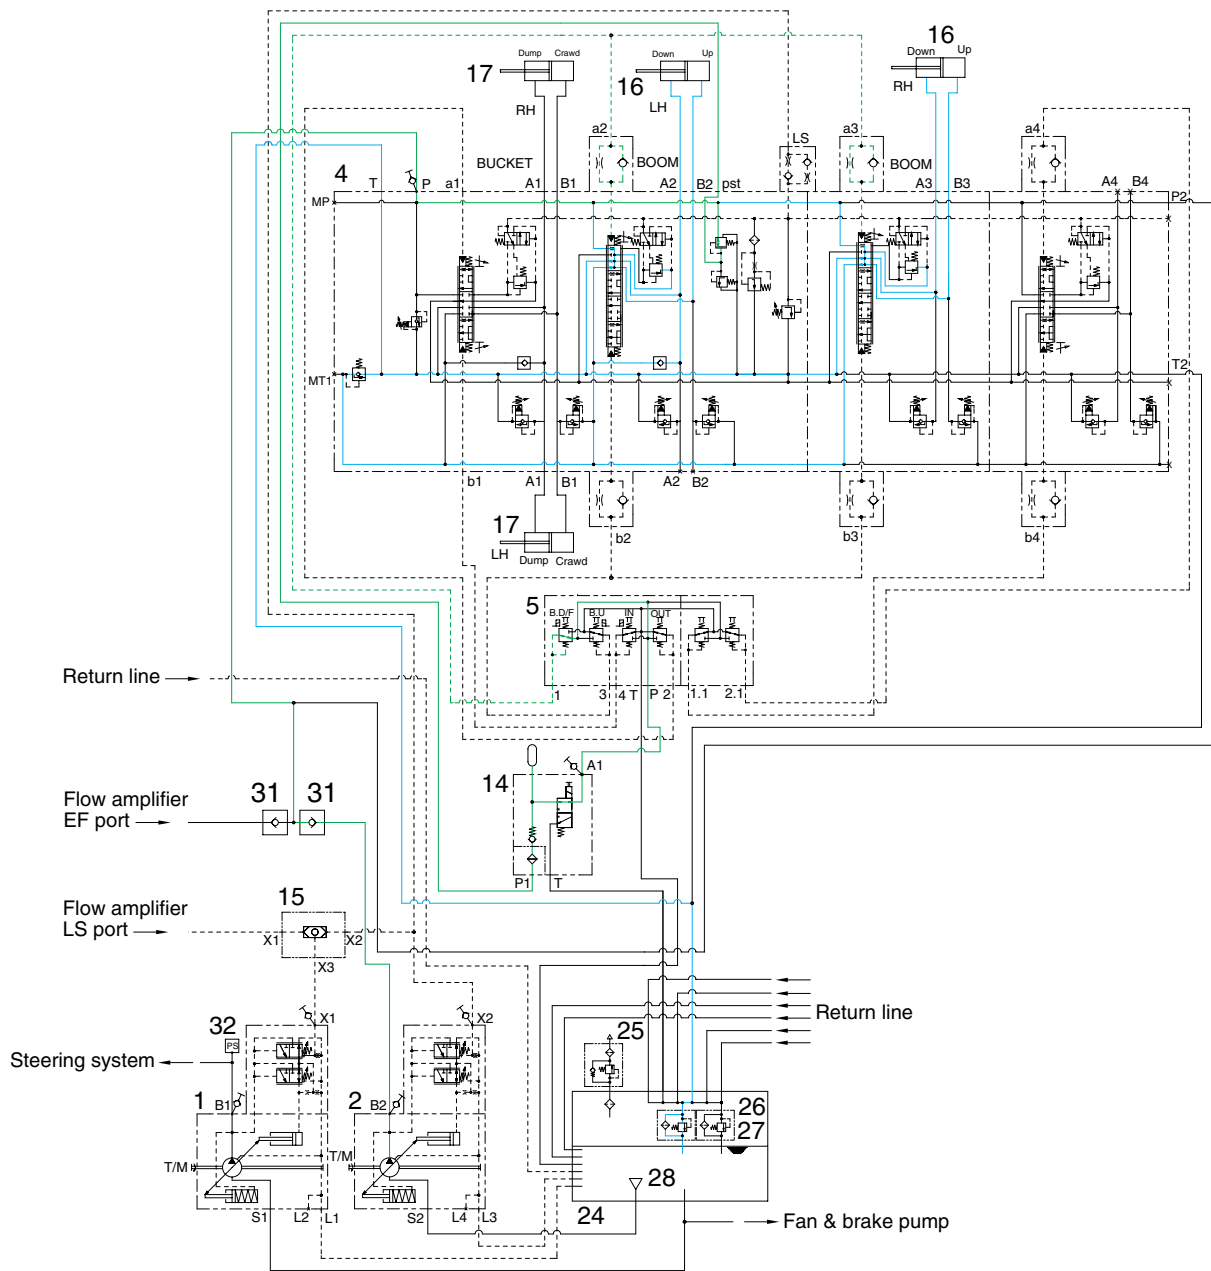 16
Down Up
RH
17
Dump Crawd
RH
16
Down Up
LH
a2
LS
a3
a4
BUCKET
BOOM
BOOM
4
T
P
a1
A1
B1
A2
B2
pst
A3
B3
A4
B4
P2
MP
MT1
T2
b1
A1
B1
A2
B2
17
LH
Dump Crawd
b2
b3
b4
5
B.D/F
B.U
IN
OUT
1
3
4
T
P
2
1.1
2.1
Return line
14
A1
P1
T
Flow amplifier
EF port
31
31
Flow amplifier
LS port
15
X1
X2
X3
Steering system
32
PS
X1
X2
1
B1
2
B2
T/M
T/M
S1
L2
L1
S2
L4
L3
25
Return line
26
27
28
24
Fan & brake pump